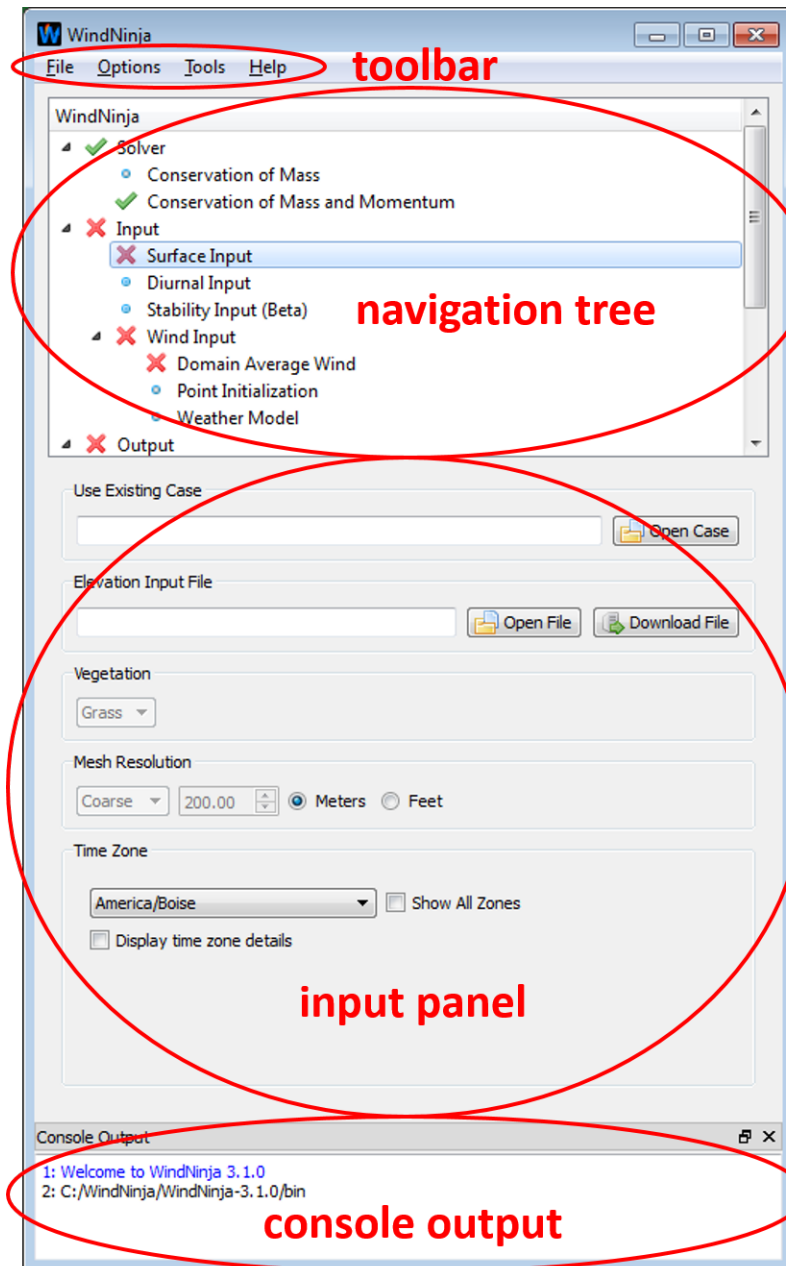 WindNinja
File Options Tools Help toolbar
WindNinja
Solver
Conservation of Mass
Conservation of Mass and Momentum
Input
Surface Input
Diurnal Input
Stability Input (Beta)
navigation tree
Wind Input
Domain Average Wind
Point Initialization
Weather Model
Output
Use Existing Case
Open Case
Elevation Input File
Open File Download File
Vegetation
Grass
Mesh Resolution
Coarse 200.00 Meters Feet
Time Zone
America/Boise Show All Zones
Display time zone details
input panel
Console Output
1: Welcome to WindNinja 3.1.0
2: C:/WindNinja/WindNinja-3.1.0/bin
console output